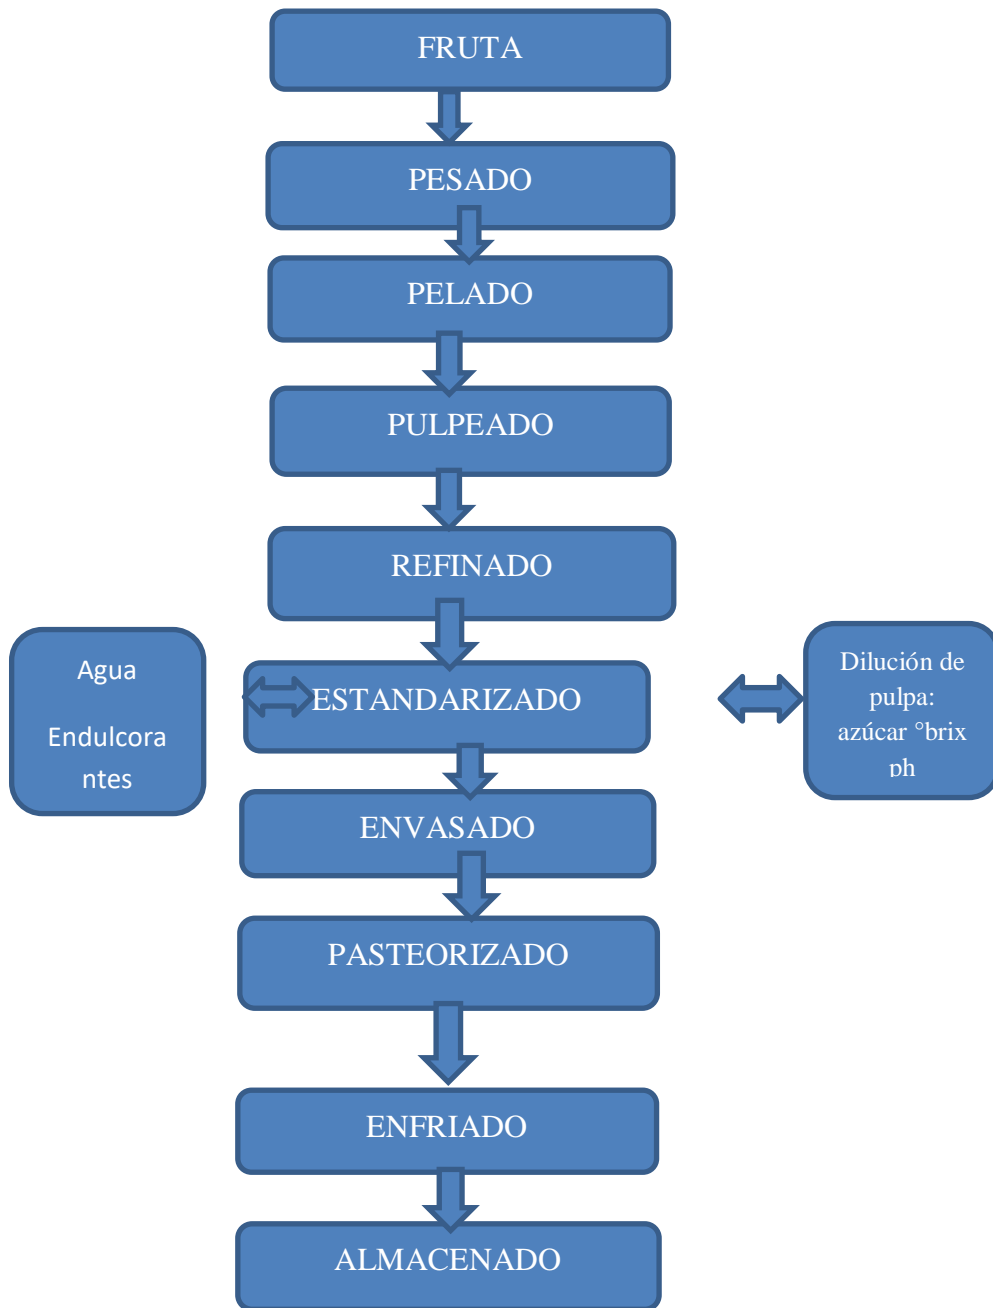 FRUTA
PESADO
PELADO
PULPEADO
REFINADO
Agua
Endulcora
ntes
ESTANDARIZADO
Dilución de
pulpa:
azúcar °brix
ph
ENVASADO
PASTEORIZADO
ENFRIADO
ALMACENADO